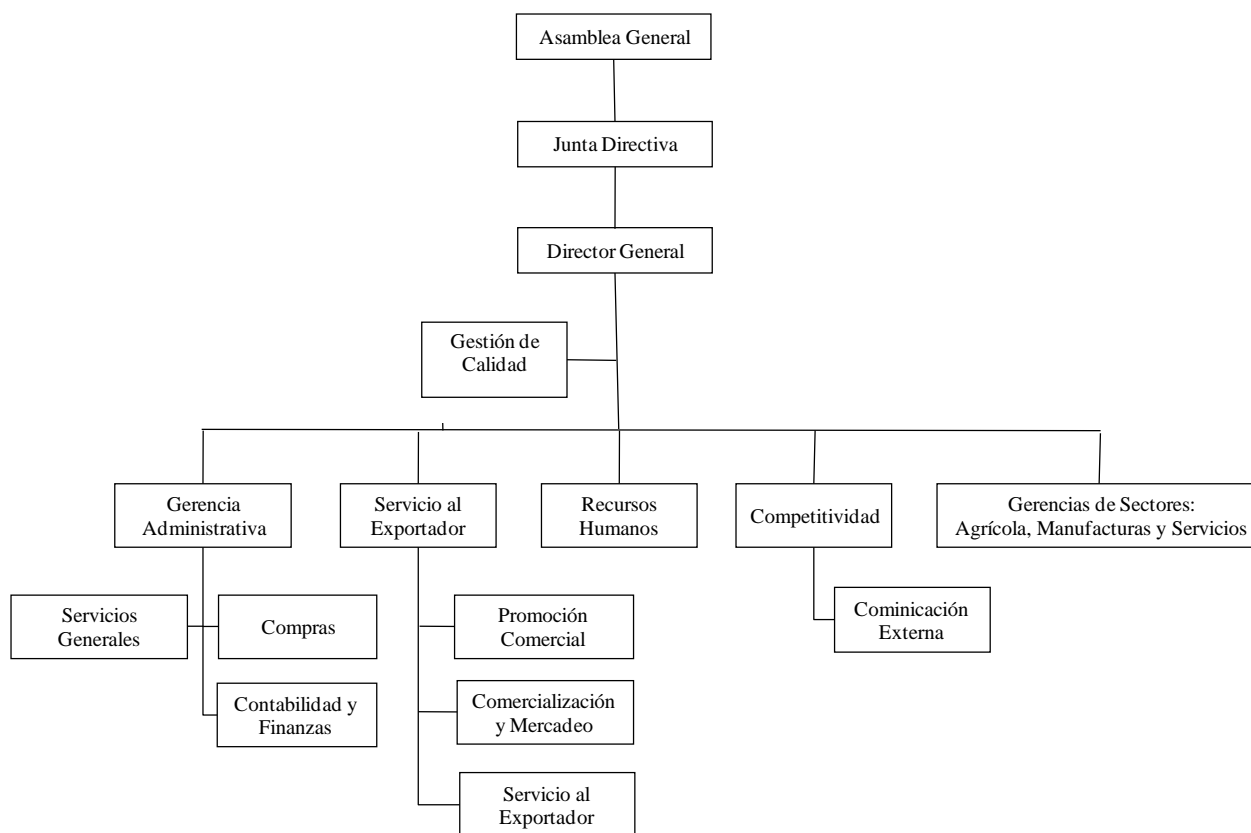 Asamblea General
Junta Directiva
Director General
Gestión de
Calidad
Gerencia
Administrativa
Servicio al
Exportador
Recursos
Humanos
Competitividad
Gerencias de Sectores:
Agrícola, Manufacturas y Servicios
Servicios
Generales
Compras
Promoción
Comercial
Cominicación
Externa
Contabilidad y
Finanzas
Comercialización
y Mercadeo
Servicio al
Exportador